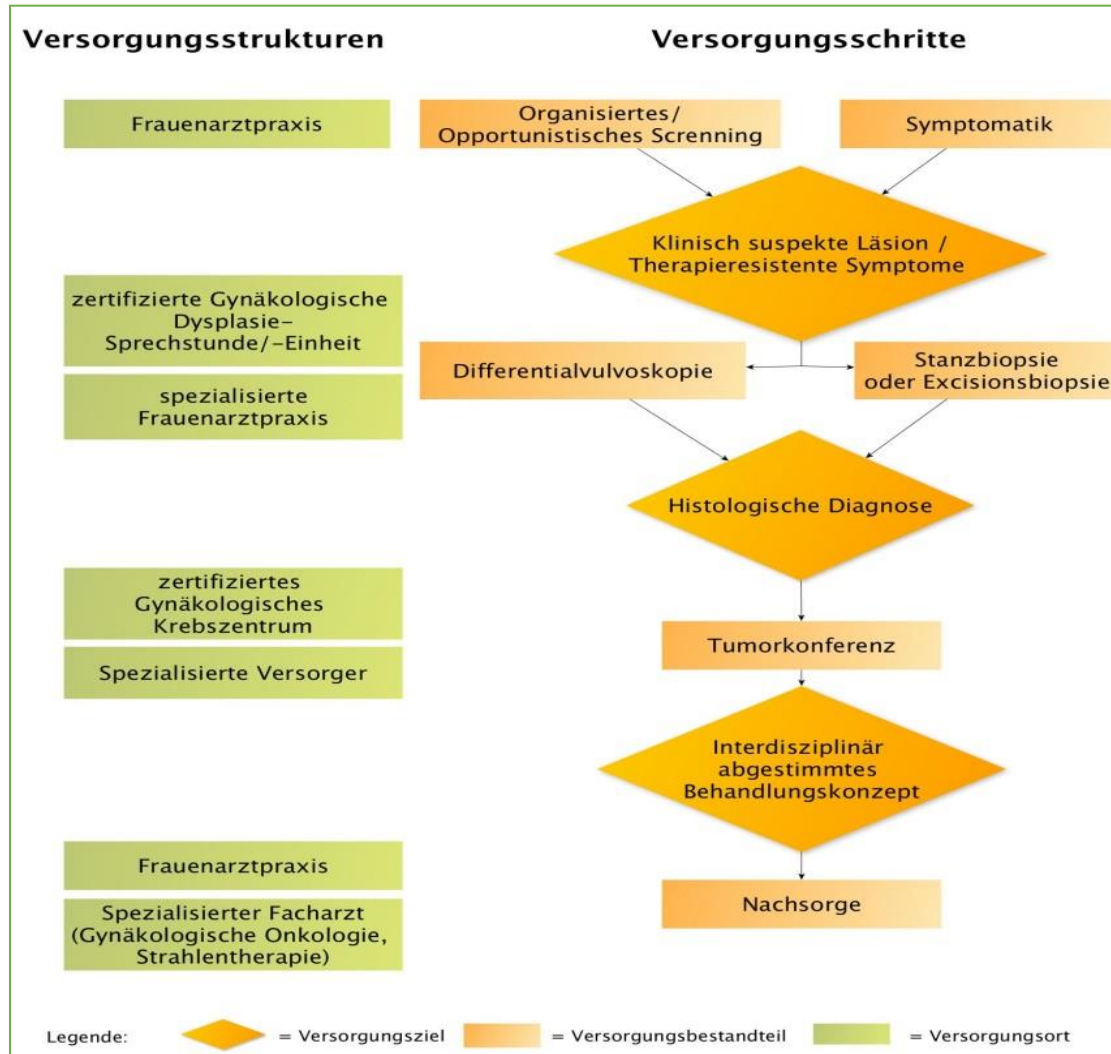 Versorgungsstrukturen
Versorgungsschritte
Frauenarztpraxis
Organisiertes/
Opportunistisches Screnning
Symptomatik
Klinisch suspekte Läsion /
Therapieresistente Symptome
zertifizierte Gynäkologische
Dysplasie-
Sprechstunde/-Einheit
spezialisierte
Frauenarztpraxis
Differentialvulvoskopie
Stanzbiopsie
oder Excisionsbiopsie
Histologische Diagnose
zertifiziertes
Gynäkologisches
Krebszentrum
Spezialisierte Versorger
Tumorkonferenz
Interdisziplinär
abgestimmtes
Behandlungskonzept
Frauenarztpraxis
Spezialisierter Facharzt
(Gynäkologische Onkologie,
Strahlentherapie)
Nachsorge
Legende: = Versorgungsziel = Versorgungsbestandteil = Versorgungsort